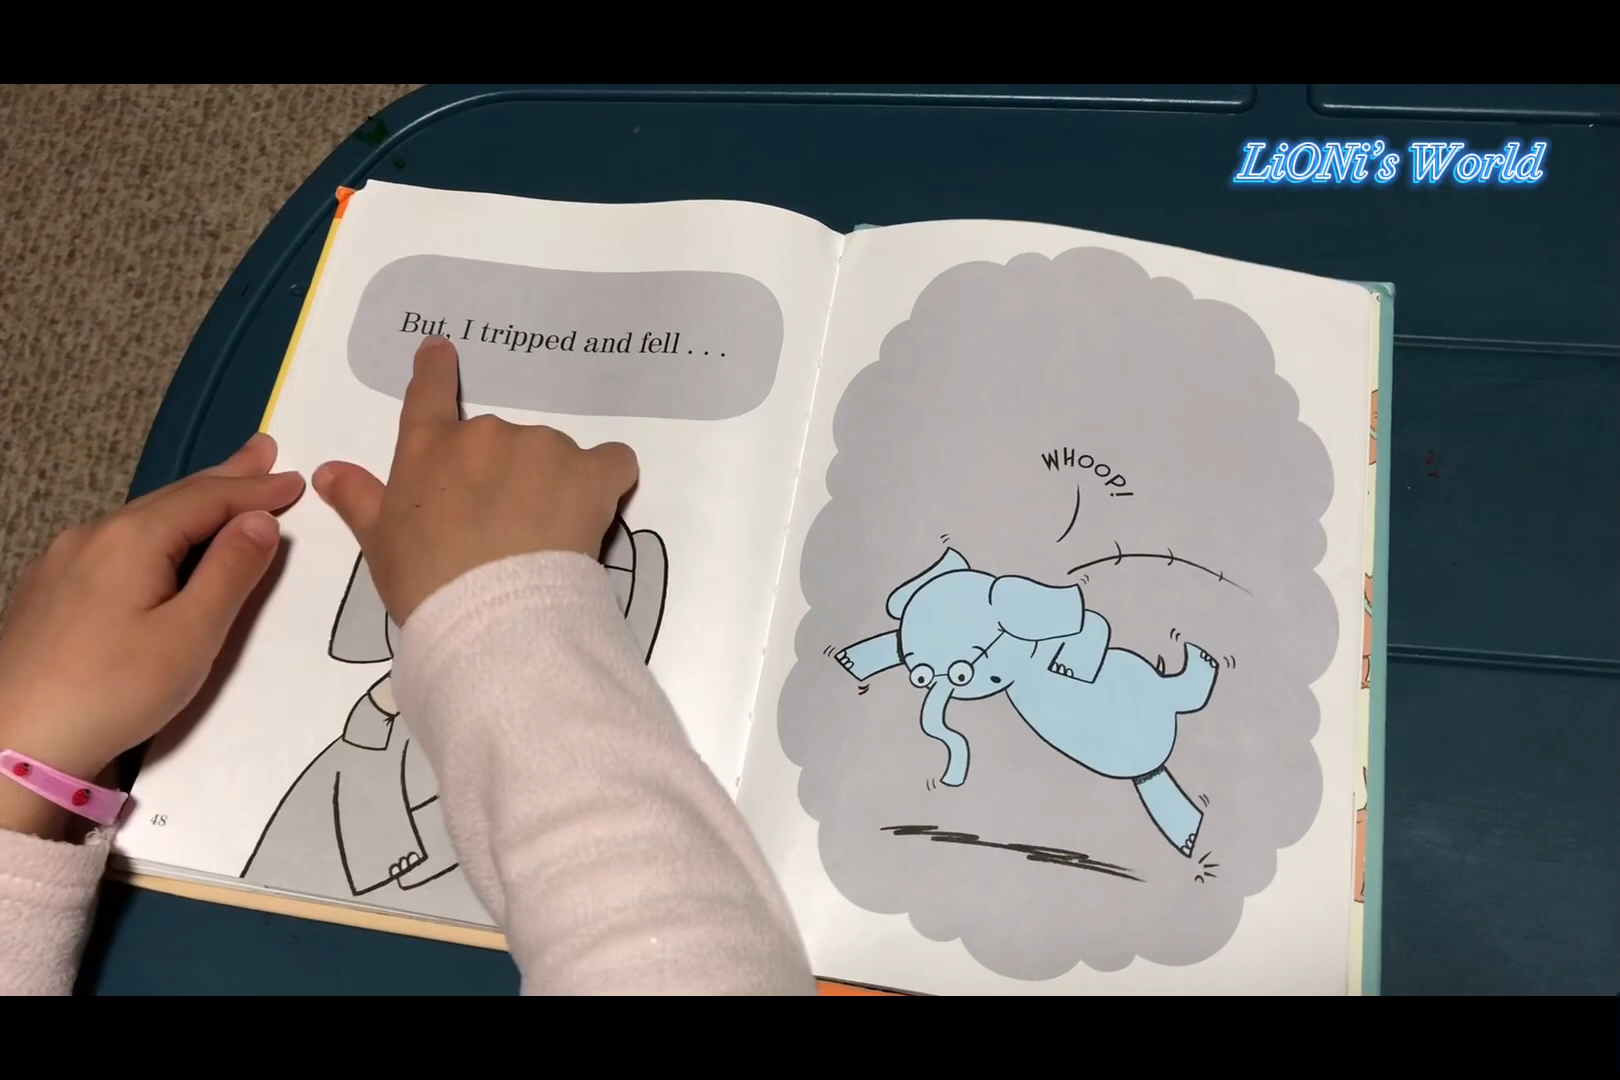 LiONi's World
But, I tripped and fell . . .
WHOOP!
48